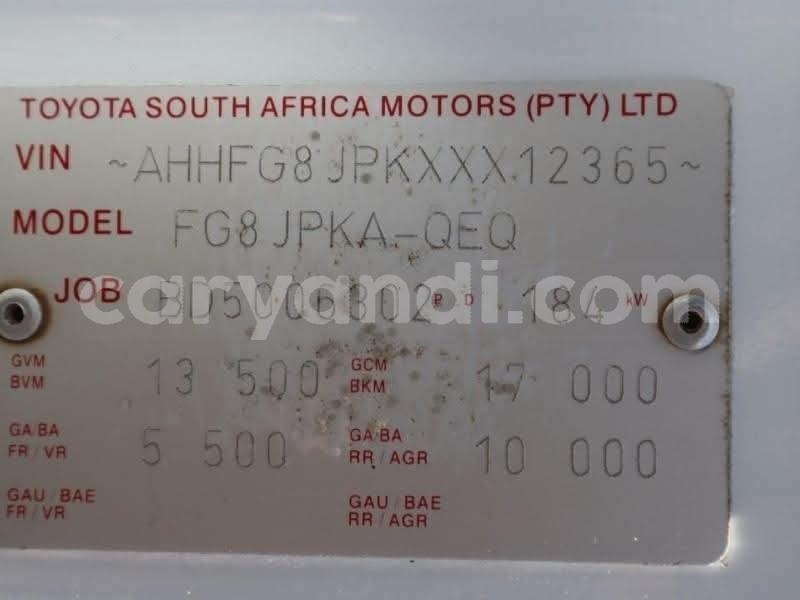 TOYOTA SOUTH AFRICA MOTORS (PTY) LTD
VIN ~AHHFG8JPKXXX12365~
MODEL FG8JPKA-QEQ
JOB BD5006302 P D 184 KW
caryandi.com
GVM BVM 13 500 GCM BKM 17 000
GA/BA FR/VR 5 500 GA/BA RR/AGR 10 000
GAU/BAE FR/VR GAU/BAE RR/AGR